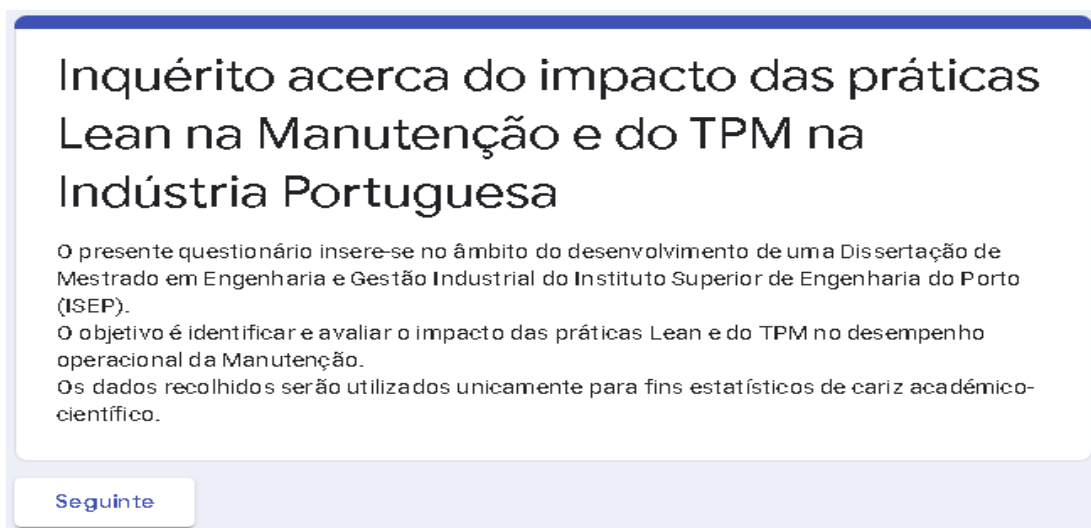 Inquérito acerca do impacto das práticas
Lean na Manutenção e do TPM na
Indústria Portuguesa
O presente questionário insere-se no âmbito do desenvolvimento de uma Dissertação de
Mestrado em Engenharia e Gestão Industrial do Instituto Superior de Engenharia do Porto
(ISEP).
O objetivo é identificar e avaliar o impacto das práticas Lean e do TPM no desempenho
operacional da Manutenção.
Os dados recolhidos serão utilizados unicamente para fins estatísticos de cariz académico-
científico.
Seguinte